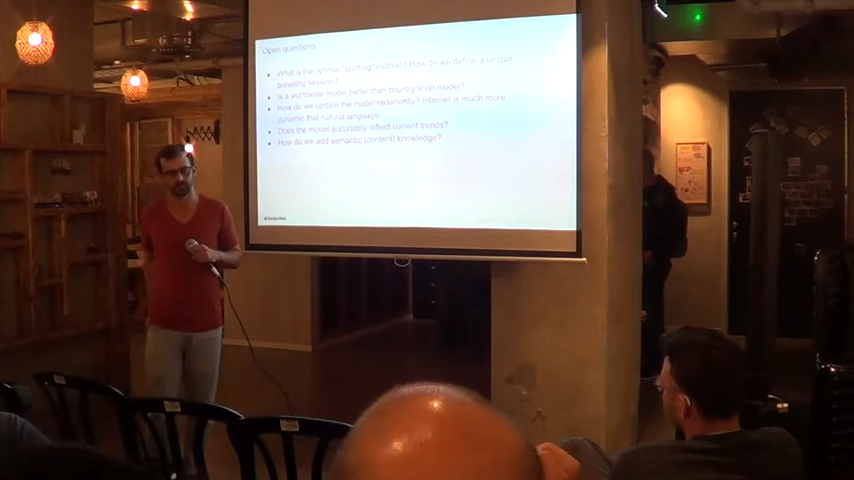 Open questions
What is the optimal "splitting" method? How do we define a unique
browsing session?
Is a worldwide model better than country level model?
How do we update the model recurrently? Internet is much more
dynamic that natural language
Does the model accurately reflect current trends?
How do we add semantic (content) knowledge?